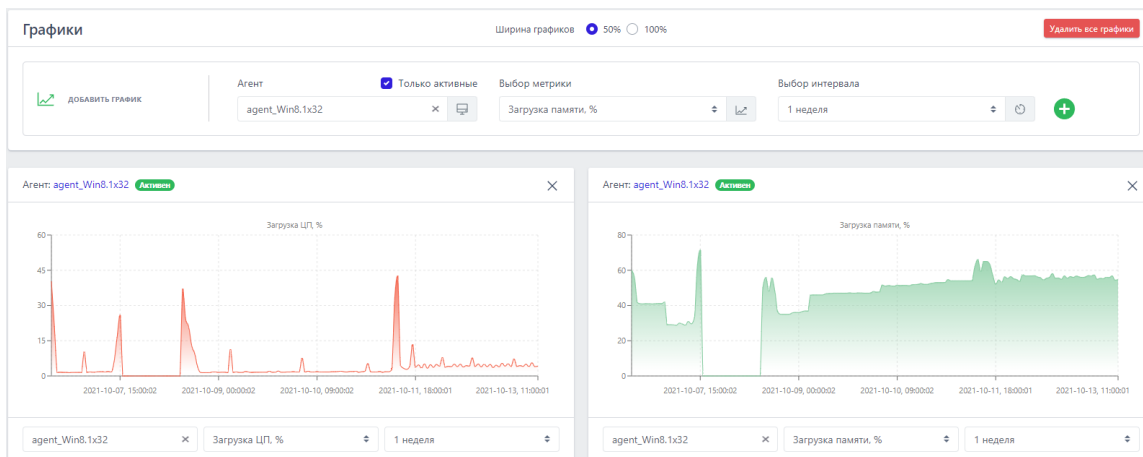 Графики
Ширина графиков 50% 100%
Удалить все графики
ДОБАВИТЬ ГРАФИК
Агент Только активные Выбор метрики Выбор интервала
agent_Win8.1x32 × Загрузка памяти, % 1 неделя
Агент: agent_Win8.1x32 Активен
Загрузка ЦП, %
60
45
30
15
0
2021-10-07, 15:00:02 2021-10-09, 00:00:02 2021-10-10, 09:00:02 2021-10-11, 18:00:01 2021-10-13, 11:00:01
agent_Win8.1x32 × Загрузка ЦП, % 1 неделя
Агент: agent_Win8.1x32 Активен
Загрузка памяти, %
80
60
40
20
0
2021-10-07, 15:00:02 2021-10-09, 00:00:02 2021-10-10, 09:00:02 2021-10-11, 18:00:01 2021-10-13, 11:00:01
agent_Win8.1x32 × Загрузка памяти, % 1 неделя